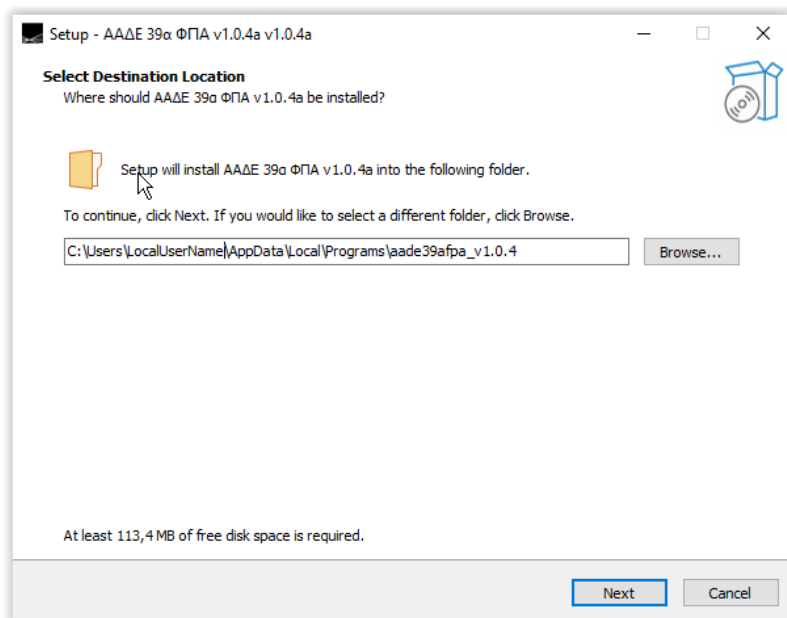 Setup - ΑΑΔΕ 39α ΦΠΑ v1.0.4a v1.0.4a
Select Destination Location
Where should ΑΑΔΕ 39α ΦΠΑ v1.0.4a be installed?
Setup will install ΑΑΔΕ 39α ΦΠΑ v1.0.4a into the following folder.
To continue, click Next. If you would like to select a different folder, click Browse.
C:\Users\LocalUserName\AppData\Local\Programs\aade39afpa_v1.0.4
Browse...
At least 113,4 MB of free disk space is required.
Next
Cancel